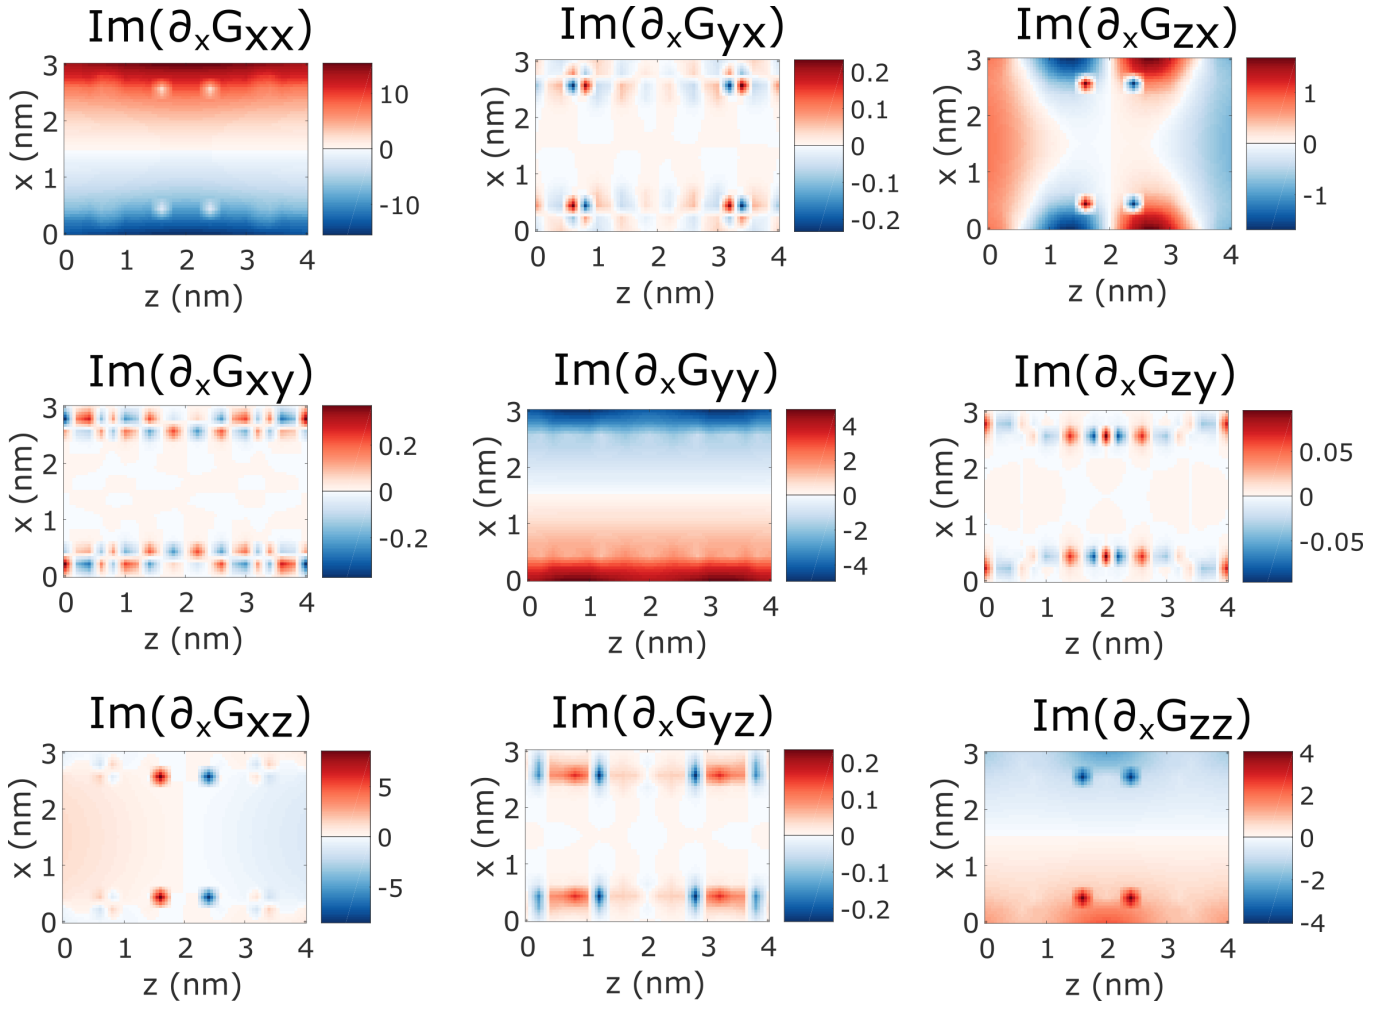 Im(∂ₓGxx)
3
2
1
0
x (nm)
0 1 2 3 4
z (nm)
10
0
-10
Im(∂ₓGyx)
3
2
1
0
x (nm)
0 1 2 3 4
z (nm)
0.2
0.1
0
-0.1
-0.2
Im(∂ₓGzx)
3
2
1
0
x (nm)
0 1 2 3 4
z (nm)
1
0
-1
Im(∂ₓGxy)
3
2
1
0
x (nm)
0 1 2 3 4
z (nm)
0.2
0
-0.2
Im(∂ₓGyy)
3
2
1
0
x (nm)
0 1 2 3 4
z (nm)
4
2
0
-2
-4
Im(∂ₓGzy)
3
2
1
0
x (nm)
0 1 2 3 4
z (nm)
0.05
0
-0.05
Im(∂ₓGxz)
3
2
1
0
x (nm)
0 1 2 3 4
z (nm)
5
0
-5
Im(∂ₓGyz)
3
2
1
0
x (nm)
0 1 2 3 4
z (nm)
0.2
0.1
0
-0.1
-0.2
Im(∂ₓGzz)
3
2
1
0
x (nm)
0 1 2 3 4
z (nm)
4
2
0
-2
-4